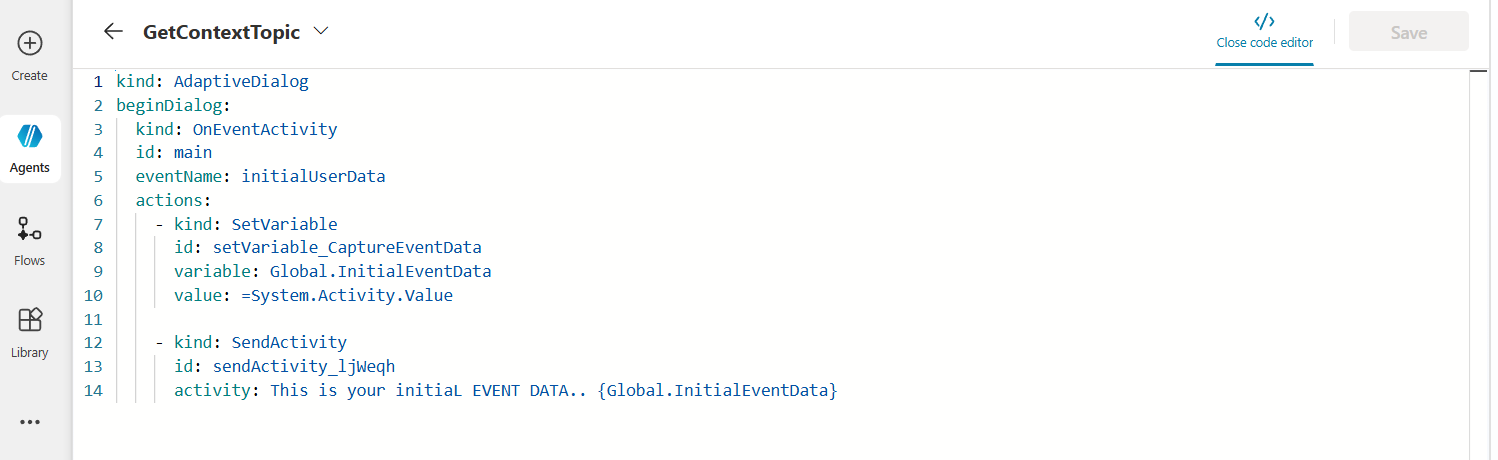 GetContextTopic
Close code editor
Save
Create
Agents
Flows
Library
1 kind: AdaptiveDialog
2 beginDialog:
3 kind: OnEventActivity
4 id: main
5 eventName: initialUserData
6 actions:
7 - kind: SetVariable
8 id: setVariable_CaptureEventData
9 variable: Global.InitialEventData
10 value: =System.Activity.Value
11
12 - kind: SendActivity
13 id: sendActivity_ljWeqh
14 activity: This is your initiaL EVENT DATA.. {Global.InitialEventData}